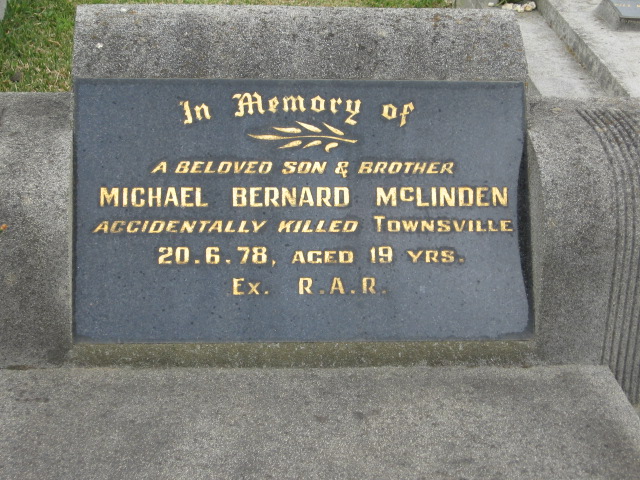 In Memory of
A BELOVED SON & BROTHER
MICHAEL BERNARD McLINDEN
ACCIDENTALLY KILLED TOWNSVILLE
20.6.78, AGED 19 YRS.
Ex. R.A.R.